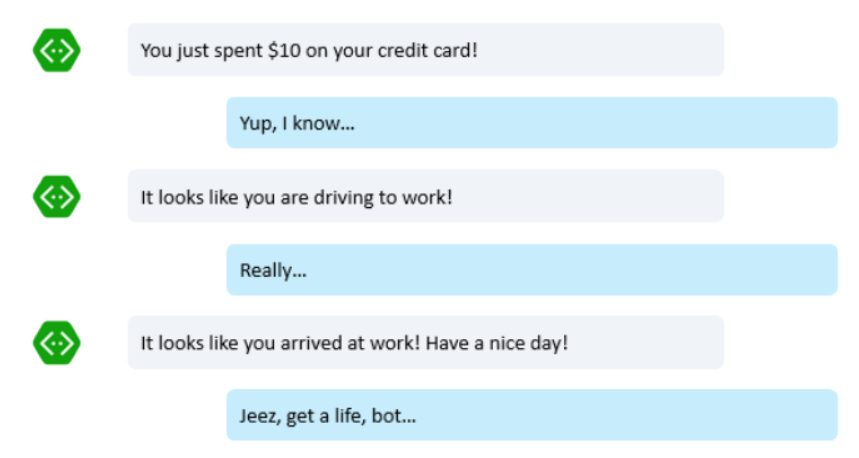 You just spent $10 on your credit card!
Yup, I know...
It looks like you are driving to work!
Really...
It looks like you arrived at work! Have a nice day!
Jeez, get a life, bot...